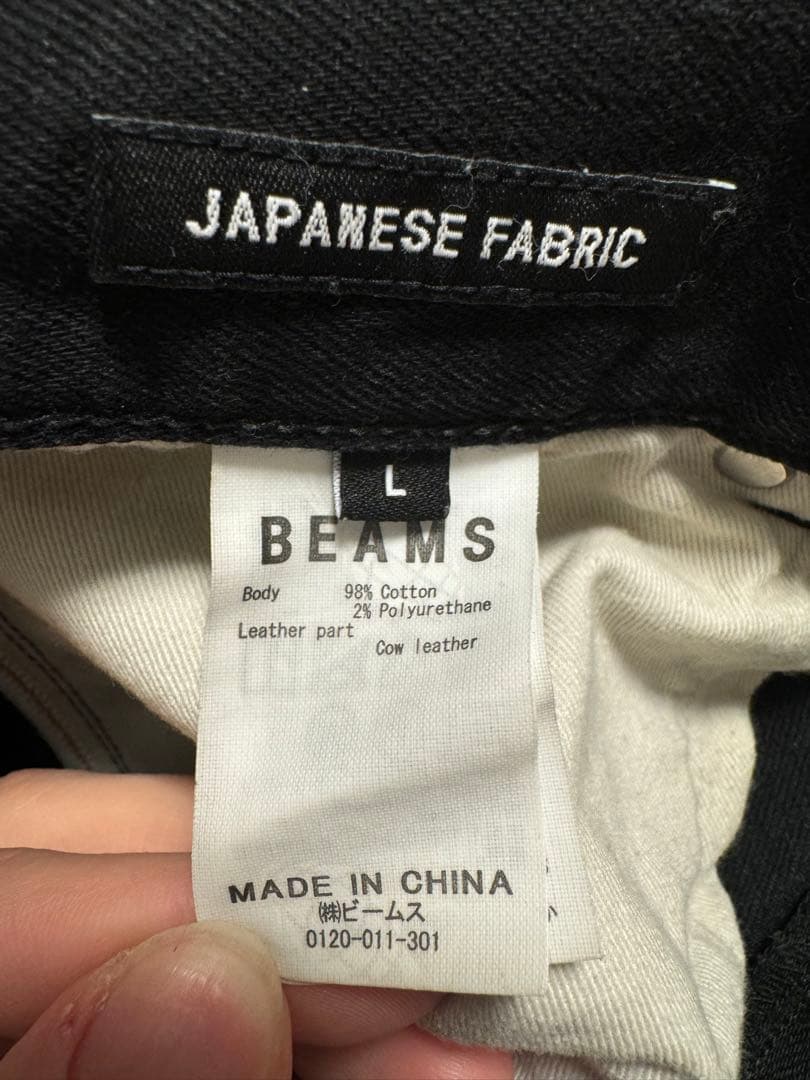 JAPANESE FABRIC
L
BEAMS
Body 98% Cotton
2% Polyurethane
Leather part
Cow leather
MADE IN CHINA
㈱ビームス
0120-011-301